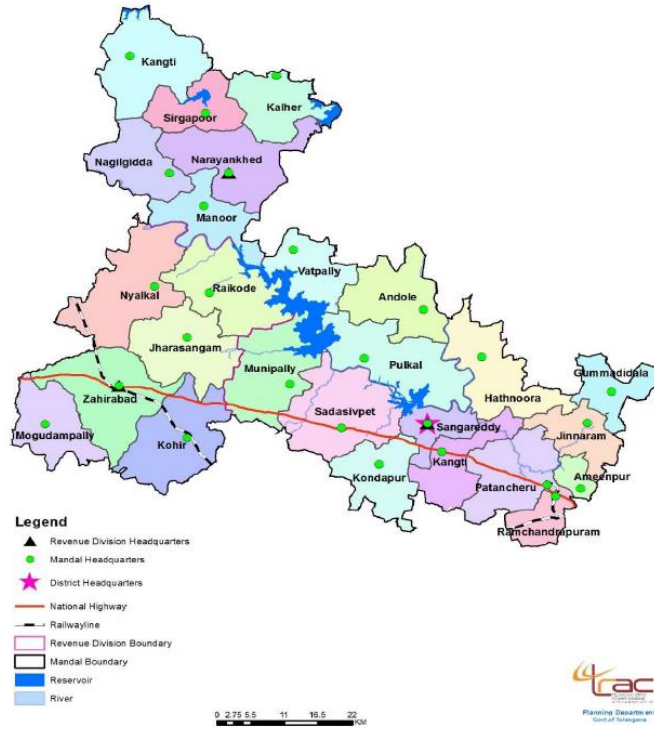 Kangti
Kalher
Sirgapoor
Nagilgidda
Narayankhed
Manoor
Vatpally
Nyalkal
Raikode
Andole
Jharasangam
Munipally
Pulkal
Gummadidala
Zahirabad
Hathnoora
Sadasivpet
Sangareddy
Mogudampally
Kohir
Jinnaram
Kangti
Ameenpur
Kondapur
Patancheru
Ramchandrapuram
Legend
Revenue Division Headquarters
Mandal Headquarters
District Headquarters
National Highway
Railwayline
Revenue Division Boundary
Mandal Boundary
Reservoir
River
0 2.75 5.5 11 16.5 22
KM
trac
Planning Department
Govt of Telangana